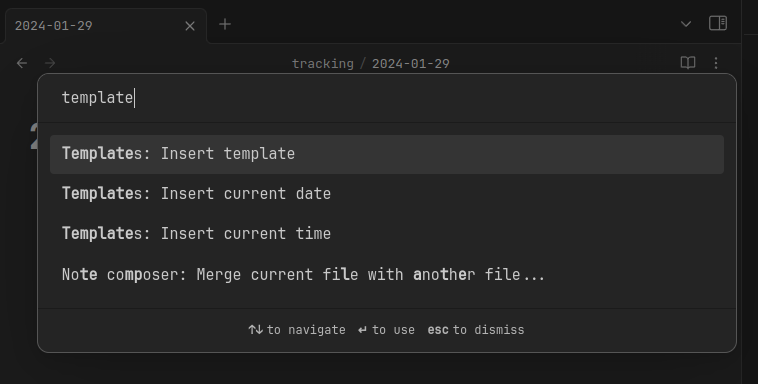 2024-01-29
tracking / 2024-01-29
template
Templates: Insert template
Templates: Insert current date
Templates: Insert current time
Note composer: Merge current file with another file...
↑↓ to navigate ↵ to use esc to dismiss